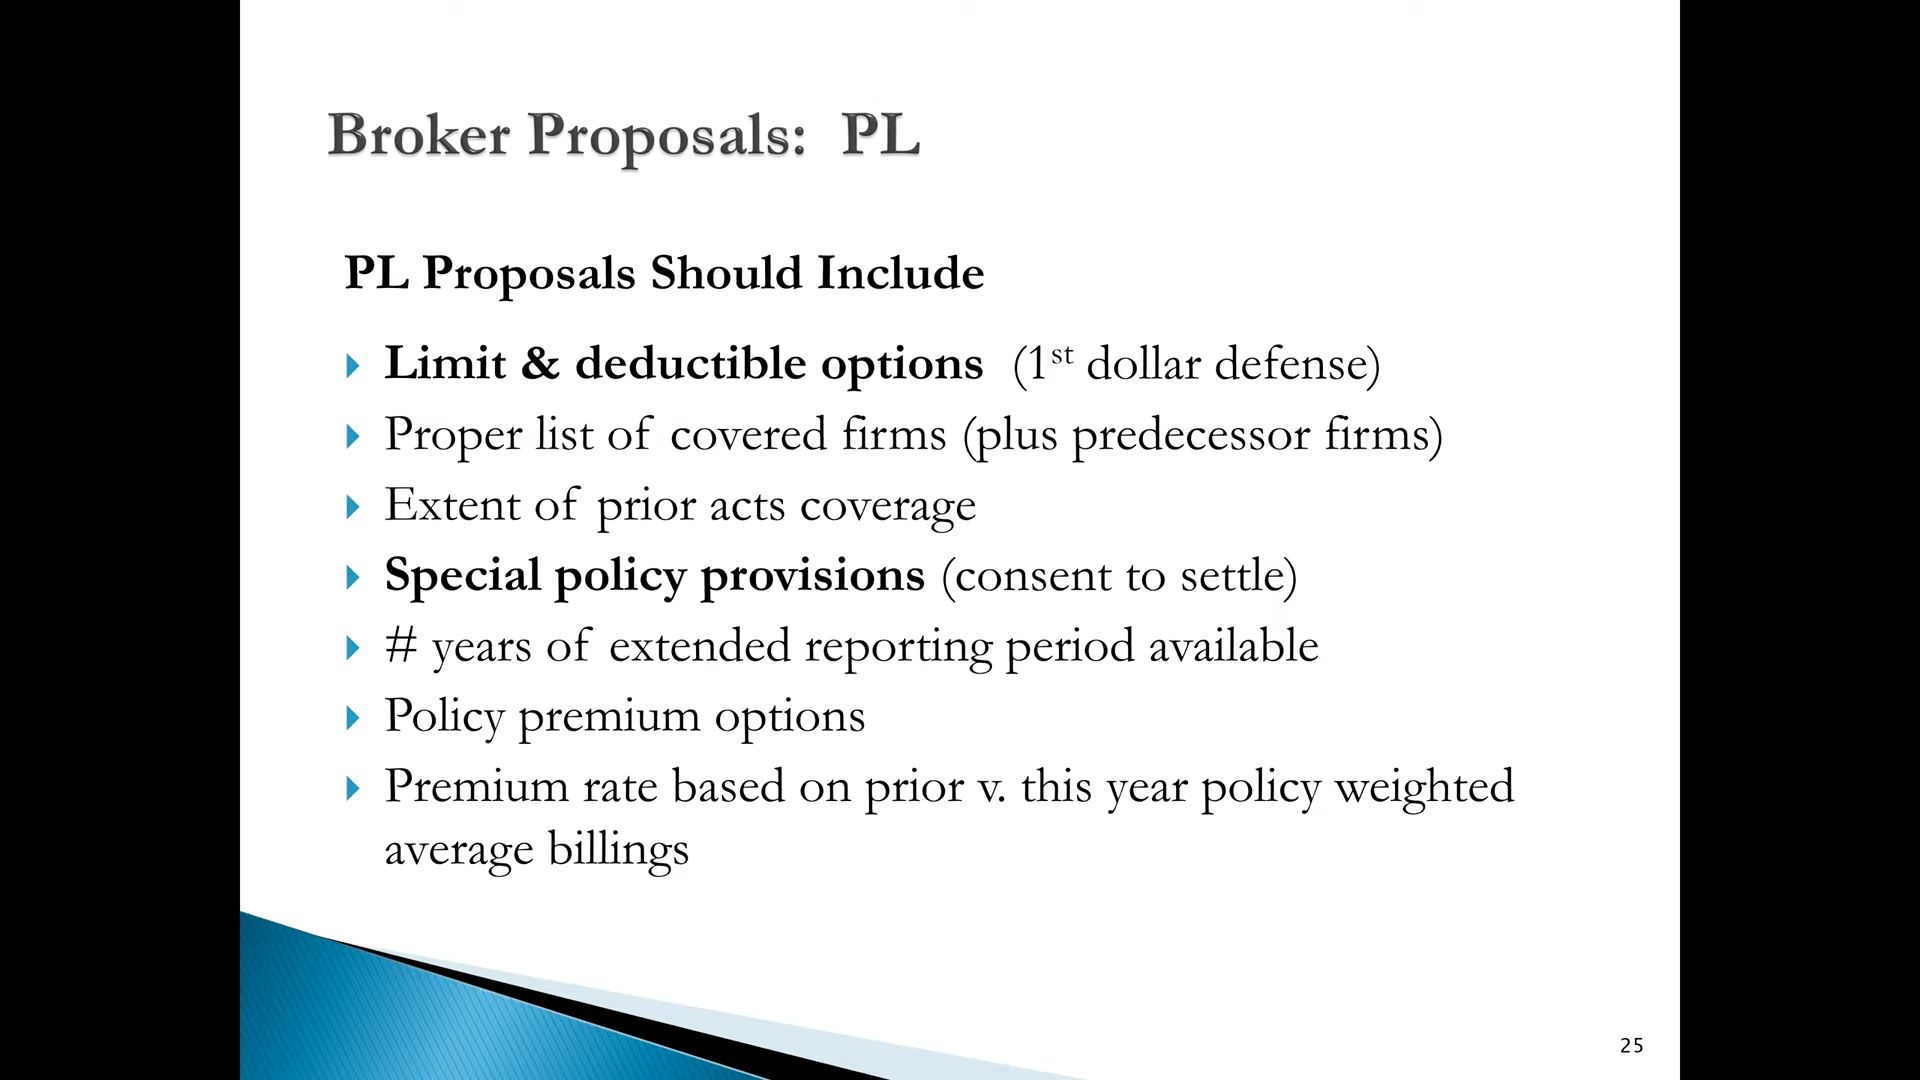 Broker Proposals: PL
PL Proposals Should Include
Limit & deductible options (1st dollar defense)
Proper list of covered firms (plus predecessor firms)
Extent of prior acts coverage
Special policy provisions (consent to settle)
# years of extended reporting period available
Policy premium options
Premium rate based on prior v. this year policy weighted
average billings
25